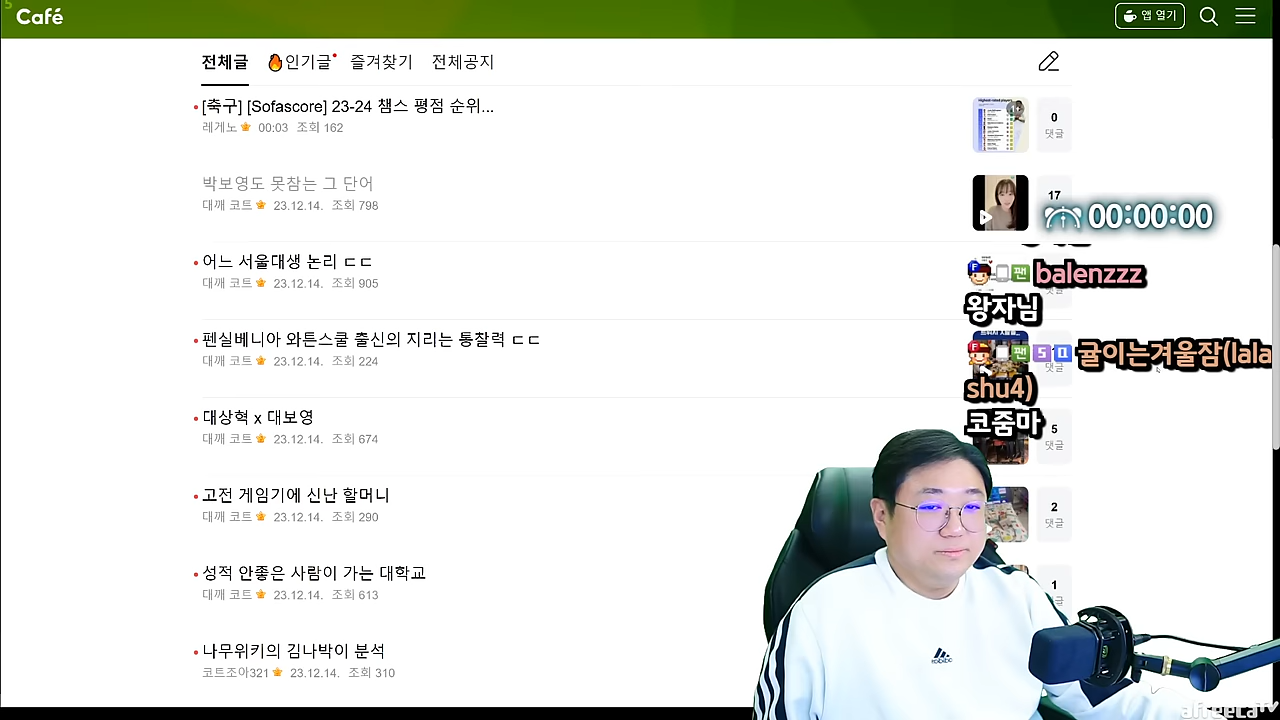 5
Café
앱 열기
전체글 인기글 즐겨찾기 전체공지
[축구] [Sofascore] 23-24 챔스 평점 순위...
레게노 00:05 조회 162
0
댓글
박보영도 못참는 그 단어
대깨 코트 23.12.14. 조회 798
17
00:00:00
어느 서울대생 논리 ㄷㄷ
대깨 코트 23.12.14. 조회 905
팬 balenzzz
왕자님
펜실베니아 와튼스쿨 출신의 지리는 통찰력 ㄷㄷ
대깨 코트 23.12.14. 조회 224
댓글
팬 귤이는겨울잠(lala
shu4)
코줌마
대상혁 x 대보영
대깨 코트 23.12.14. 조회 674
5
댓글
고전 게임기에 신난 할머니
대깨 코트 23.12.14. 조회 290
2
댓글
성적 안좋은 사람이 가는 대학교
대깨 코트 23.12.14. 조회 613
1
나무위키의 김나박이 분석
코트조아321 23.12.14. 조회 310
afreecaTV